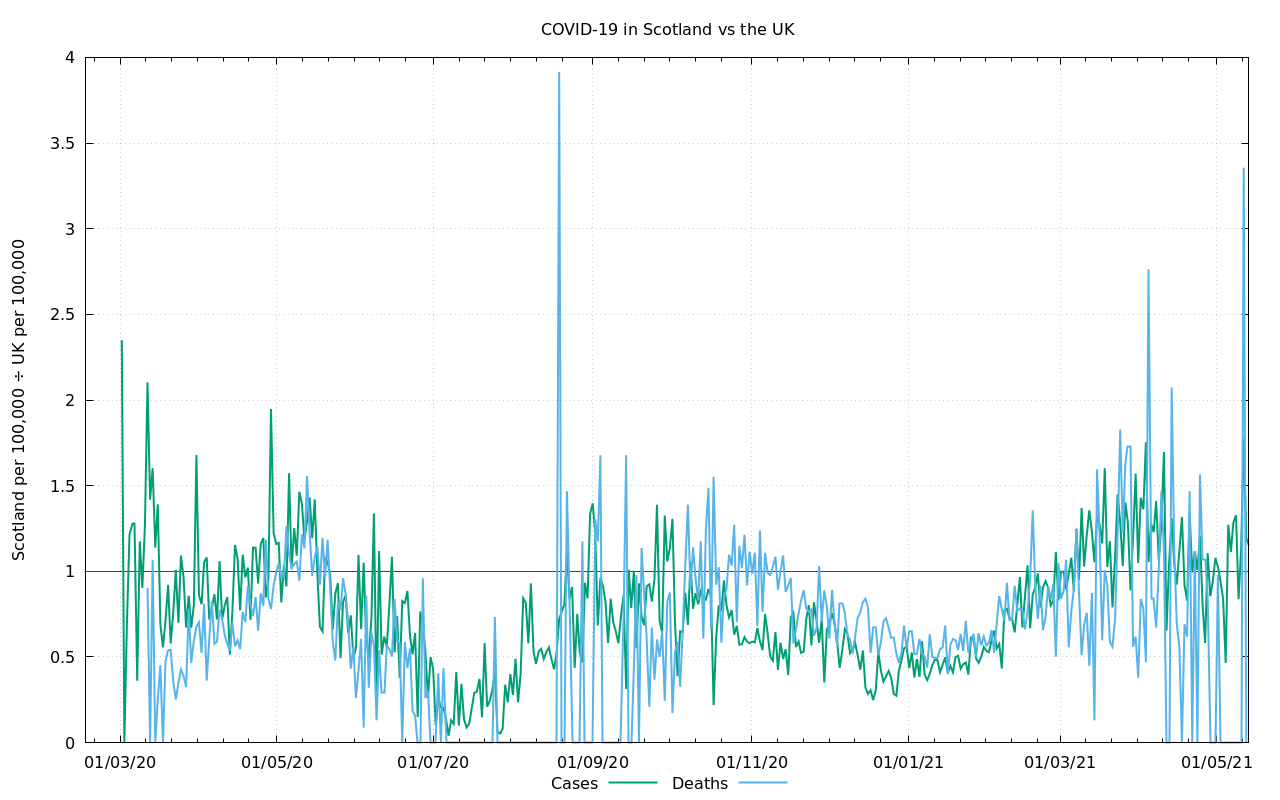 COVID-19 in Scotland vs the UK
Scotland per 100,000 ÷ UK per 100,000
4
3.5
3
2.5
2
1.5
1
0.5
0
01/03/20 01/05/20 01/07/20 01/09/20 01/11/20 01/01/21 01/03/21 01/05/21
Cases Deaths